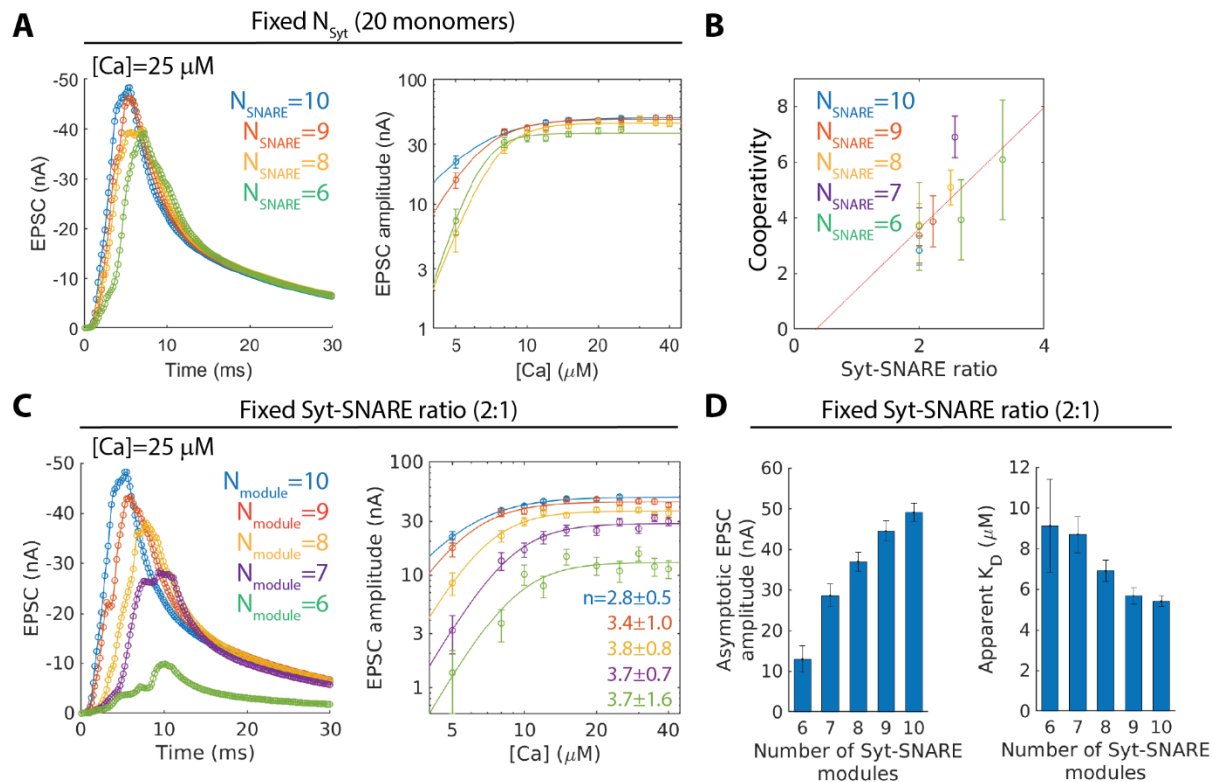 A
Fixed N_Syt (20 monomers)
[Ca]=25 μM
N_SNARE=10
N_SNARE=9
N_SNARE=8
N_SNARE=6
EPSC (nA)
-50
-40
-30
-20
-10
0
0 10 20 30
Time (ms)
EPSC amplitude (nA)
100
30
10
3
1
5 10 20 40
[Ca] (μM)
B
N_SNARE=10
N_SNARE=9
N_SNARE=8
N_SNARE=7
N_SNARE=6
Cooperativity
8
6
4
2
0
0 2 4
Syt-SNARE ratio
C
Fixed Syt-SNARE ratio (2:1)
[Ca]=25 μM
N_module=10
N_module=9
N_module=8
N_module=7
N_module=6
EPSC (nA)
-50
-40
-30
-20
-10
0
0 10 20 30
Time (ms)
EPSC amplitude (nA)
100
30
10
3
1
n=2.8±0.5
3.4±1.0
3.8±0.8
3.7±0.7
3.7±1.6
5 10 20 40
[Ca] (μM)
D
Fixed Syt-SNARE ratio (2:1)
Asymptotic EPSC
amplitude (nA)
60
50
40
30
20
10
0
6 7 8 9 10
Number of Syt-SNARE
modules
Apparent K_D (μM)
12
10
8
6
4
2
0
6 7 8 9 10
Number of Syt-SNARE
modules